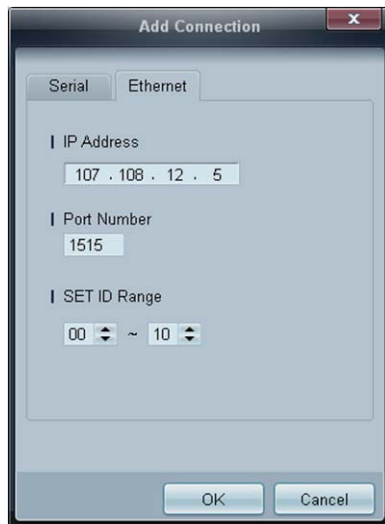 Add Connection
x
Serial Ethernet
IP Address
107 . 108 . 12 . 5
Port Number
1515
SET ID Range
00 ~ 10
OK Cancel